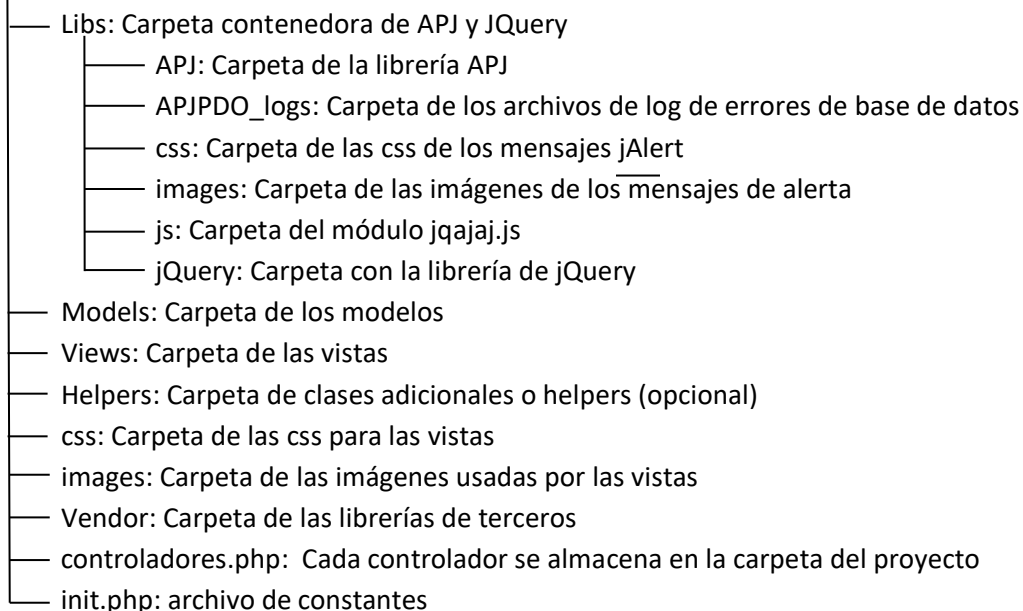 Libs: Carpeta contenedora de APJ y JQuery
APJ: Carpeta de la librería APJ
APJPDO_logs: Carpeta de los archivos de log de errores de base de datos
css: Carpeta de las css de los mensajes jAlert
images: Carpeta de las imágenes de los mensajes de alerta
js: Carpeta del módulo jqajaj.js
jQuery: Carpeta con la librería de jQuery
Models: Carpeta de los modelos
Views: Carpeta de las vistas
Helpers: Carpeta de clases adicionales o helpers (opcional)
css: Carpeta de las css para las vistas
images: Carpeta de las imágenes usadas por las vistas
Vendor: Carpeta de las librerías de terceros
controladores.php: Cada controlador se almacena en la carpeta del proyecto
init.php: archivo de constantes